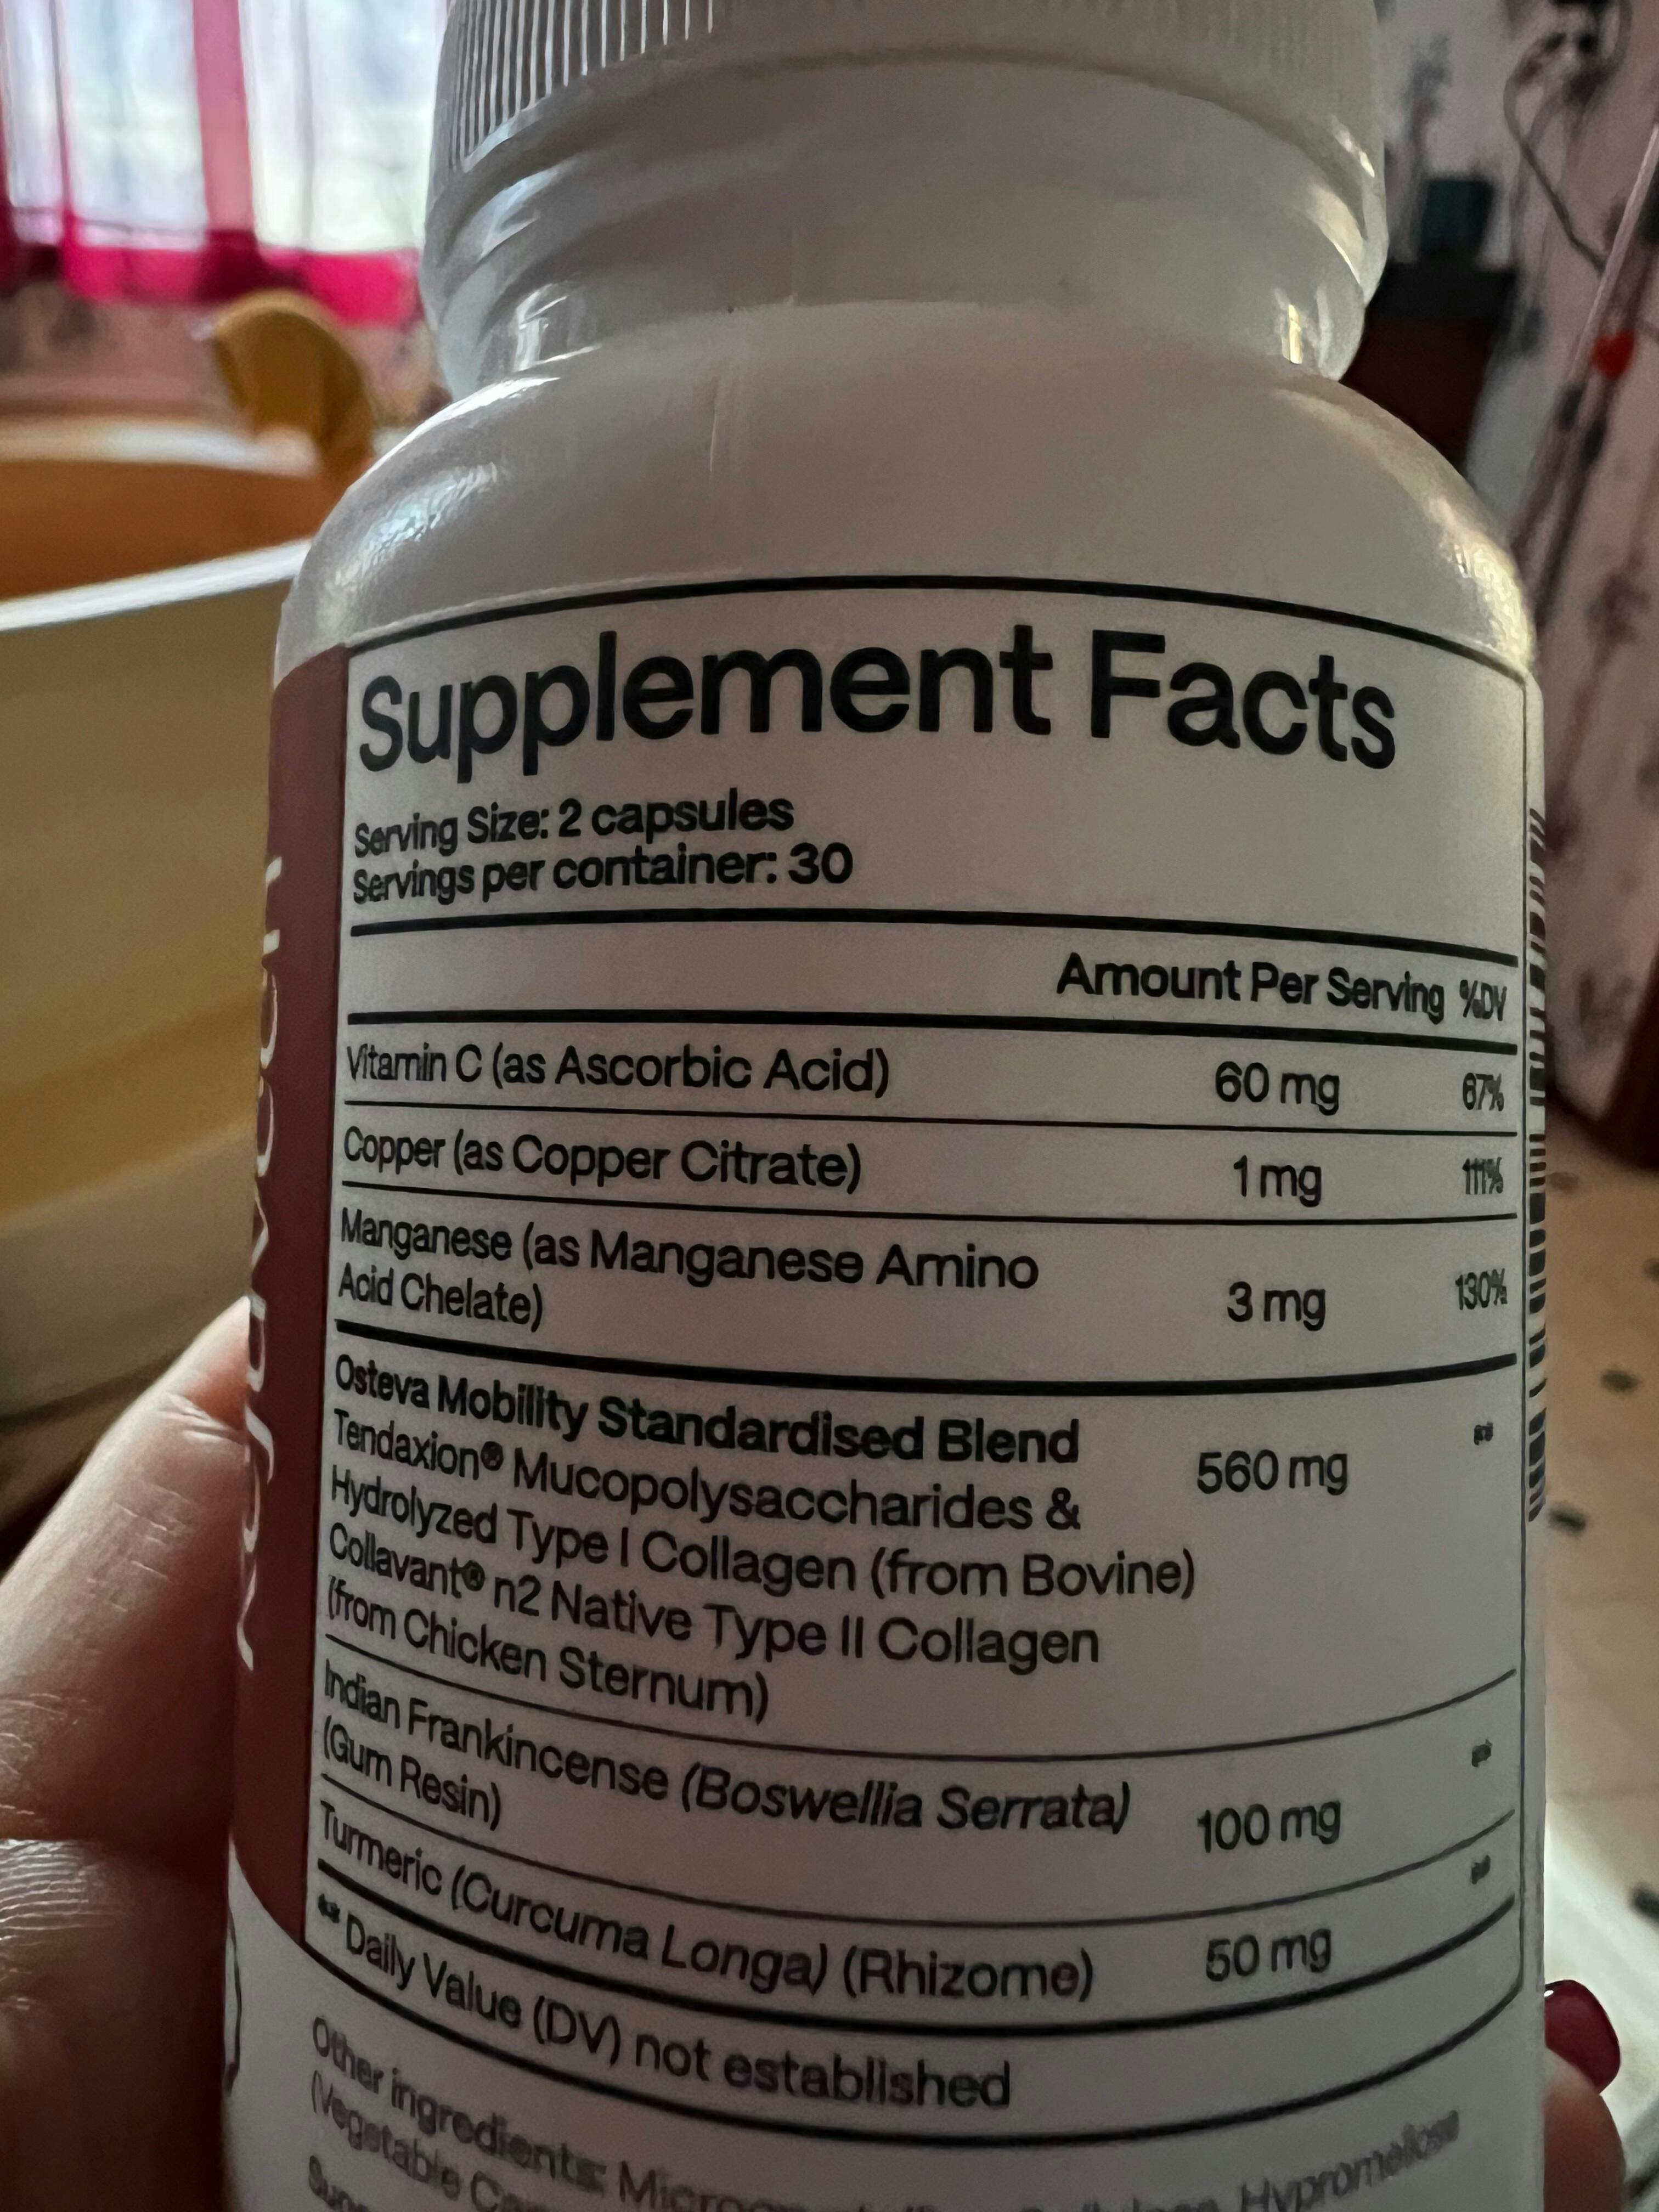 Supplement Facts
Serving Size: 2 capsules
Servings per container: 30
Amount Per Serving %DV
Vitamin C (as Ascorbic Acid) 60 mg 67%
Copper (as Copper Citrate) 1 mg 111%
Manganese (as Manganese Amino
Acid Chelate) 3 mg 130%
Osteva Mobility Standardised Blend 560 mg **
Tendaxion® Mucopolysaccharides &
Hydrolyzed Type I Collagen (from Bovine)
Collavant® n2 Native Type II Collagen
(from Chicken Sternum)
Indian Frankincense (Boswellia Serrata) 100 mg **
(Gum Resin)
Turmeric (Curcuma Longa) (Rhizome) 50 mg **
** Daily Value (DV) not established
Other ingredients: Hypromellose
(Vegetable